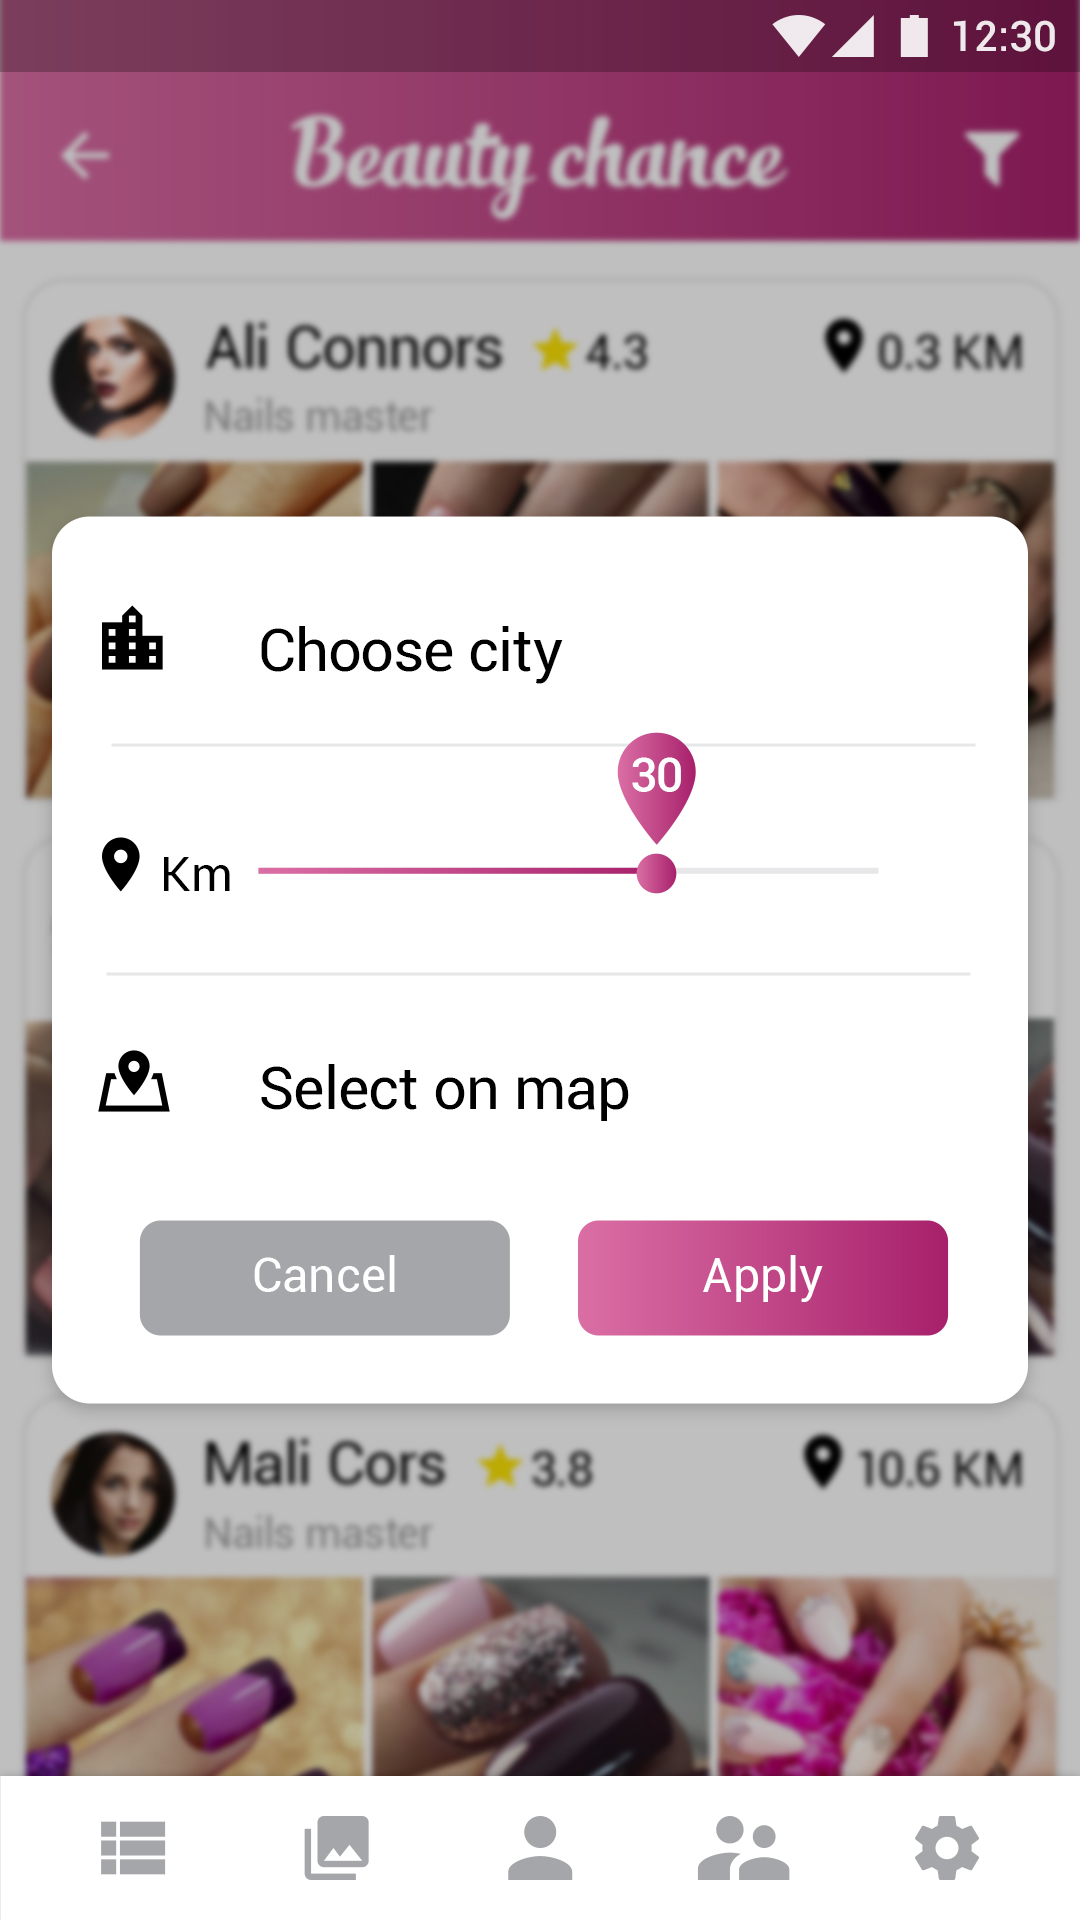 12:30
Beauty chance
Ali Connors 4.3 0.3 KM
Nails master
Choose city
30
Km
Select on map
Cancel Apply
Mali Cors 3.8 10.6 KM
Nails master